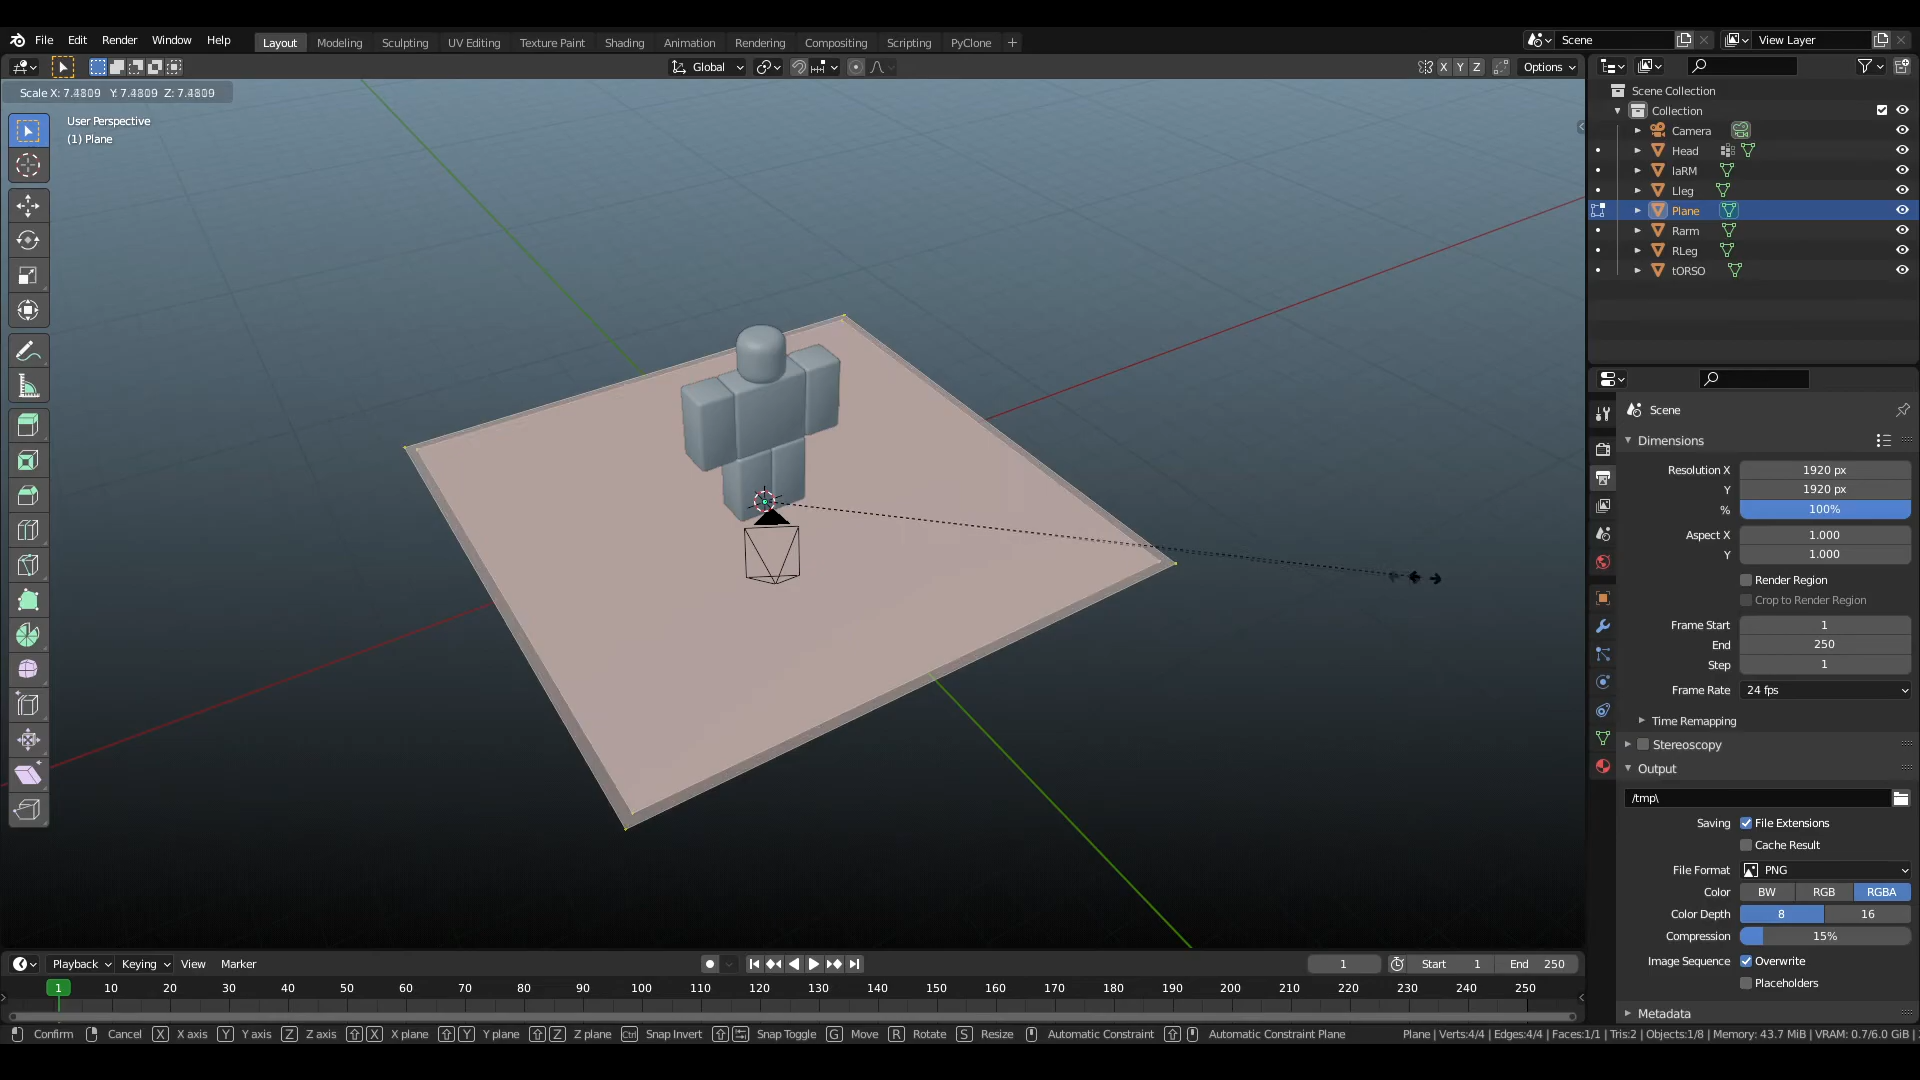 File Edit Render Window Help Layout Modeling Sculpting UV Editing Texture Paint Shading Animation Rendering Compositing Scripting PyClone + Scene View Layer
Global X Y Z Options
Scale X: 7.4809 Y: 7.4809 Z: 7.4809
User Perspective
(1) Plane
Scene Collection
Collection
Camera
Head
laRM
Lleg
Plane
Rarm
RLeg
tORSO
Scene
Dimensions
Resolution X 1920 px
Y 1920 px
% 100%
Aspect X 1.000
Y 1.000
Render Region
Crop to Render Region
Frame Start 1
End 250
Step 1
Frame Rate 24 fps
Time Remapping
Stereoscopy
Output
/tmp\
Saving File Extensions
Cache Result
File Format PNG
Color BW RGB RGBA
Color Depth 8 16
Compression 15%
Image Sequence Overwrite
Placeholders
Metadata
Playback Keying View Marker 1 Start 1 End 250
1 10 20 30 40 50 60 70 80 90 100 110 120 130 140 150 160 170 180 190 200 210 220 230 240 250
Confirm Cancel X X axis Y Y axis Z Z axis X X plane Y Y plane Z Z plane Ctrl Snap Invert Snap Toggle G Move R Rotate S Resize Automatic Constraint Automatic Constraint Plane Plane | Verts:4/4 | Edges:4/4 | Faces:1/1 | Tris:2 | Objects:1/8 | Memory: 43.7 MiB | VRAM: 0.7/6.0 GiB |